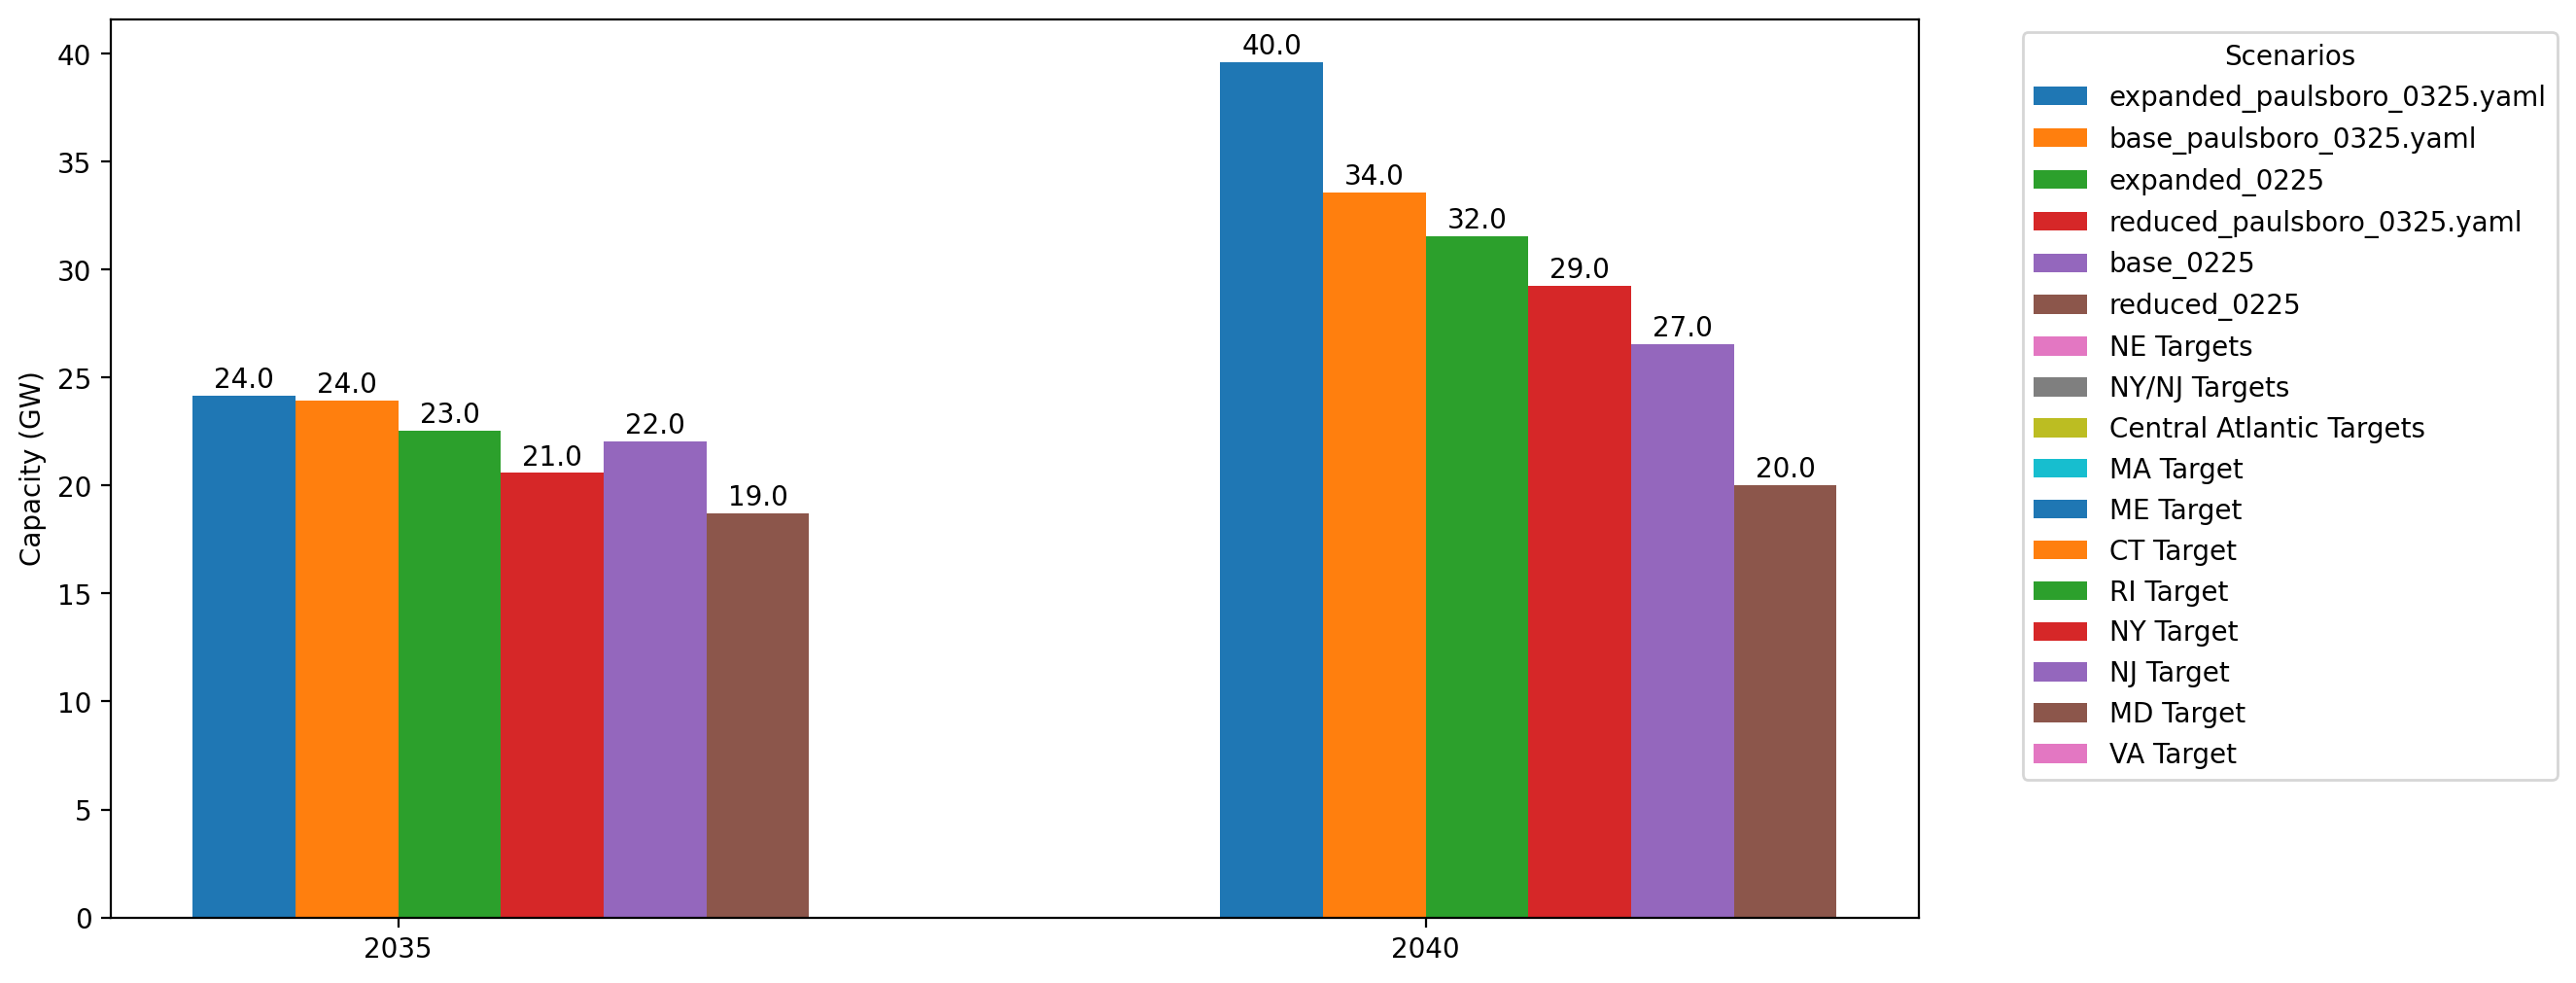 Capacity (GW)
40
35
30
25
20
15
10
5
0
24.0
24.0
23.0
21.0
22.0
19.0
40.0
34.0
32.0
29.0
27.0
20.0
2035
2040
Scenarios
expanded_paulsboro_0325.yaml
base_paulsboro_0325.yaml
expanded_0225
reduced_paulsboro_0325.yaml
base_0225
reduced_0225
NE Targets
NY/NJ Targets
Central Atlantic Targets
MA Target
ME Target
CT Target
RI Target
NY Target
NJ Target
MD Target
VA Target